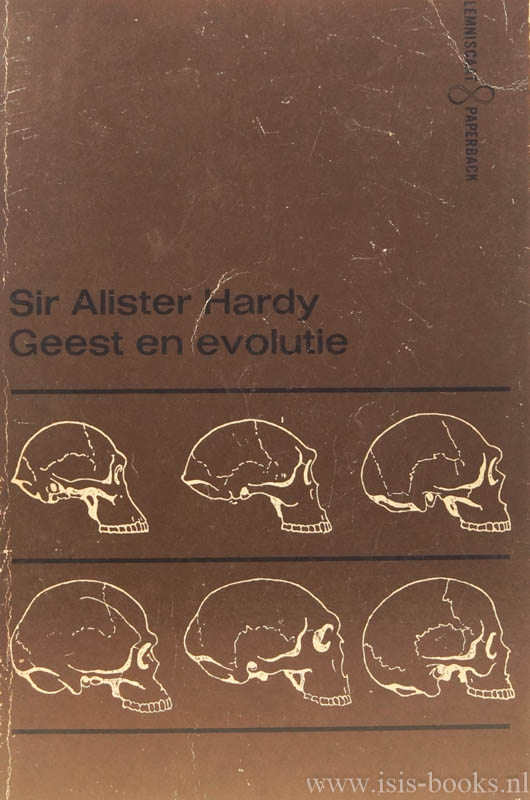 LEMNISCAAT
PAPERBACK
Sir Alister Hardy
Geest en evolutie
www.isis-books.nl